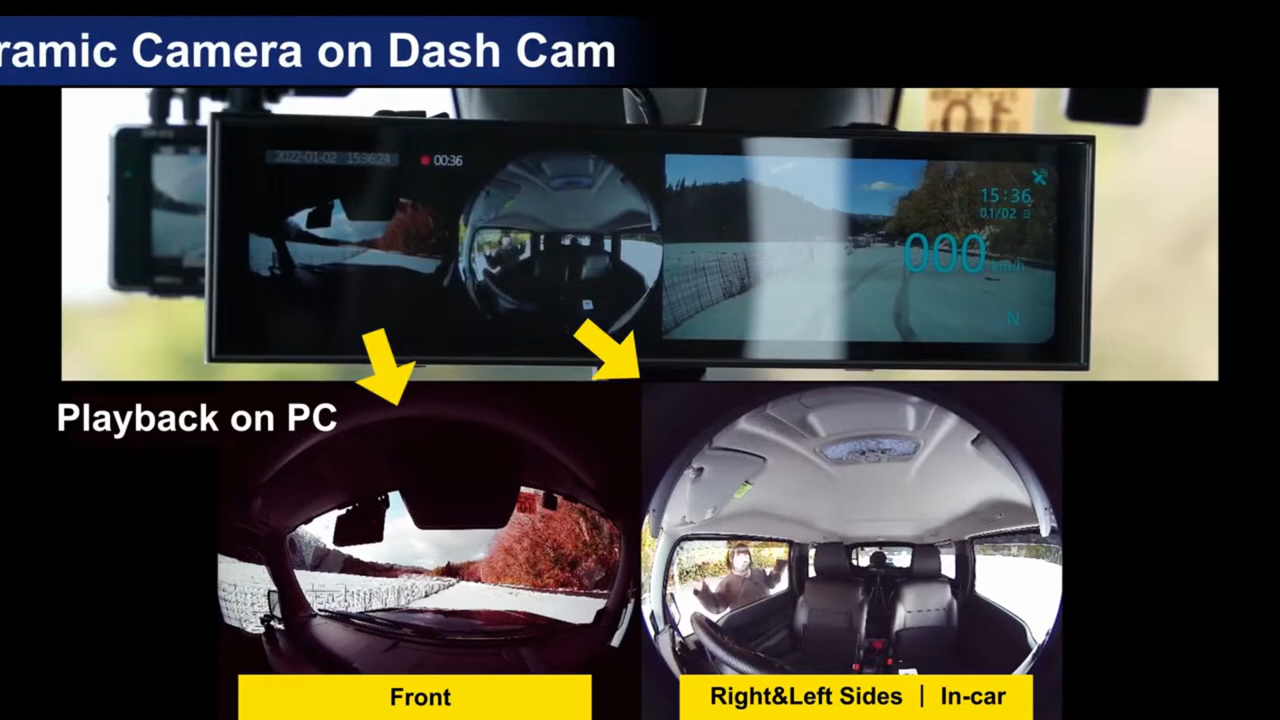 ramic Camera on Dash Cam
2022-01-02 15:36:24
00:36
15:36
01/02
000 km/h
N
Playback on PC
Front
Right&Left Sides | In-car